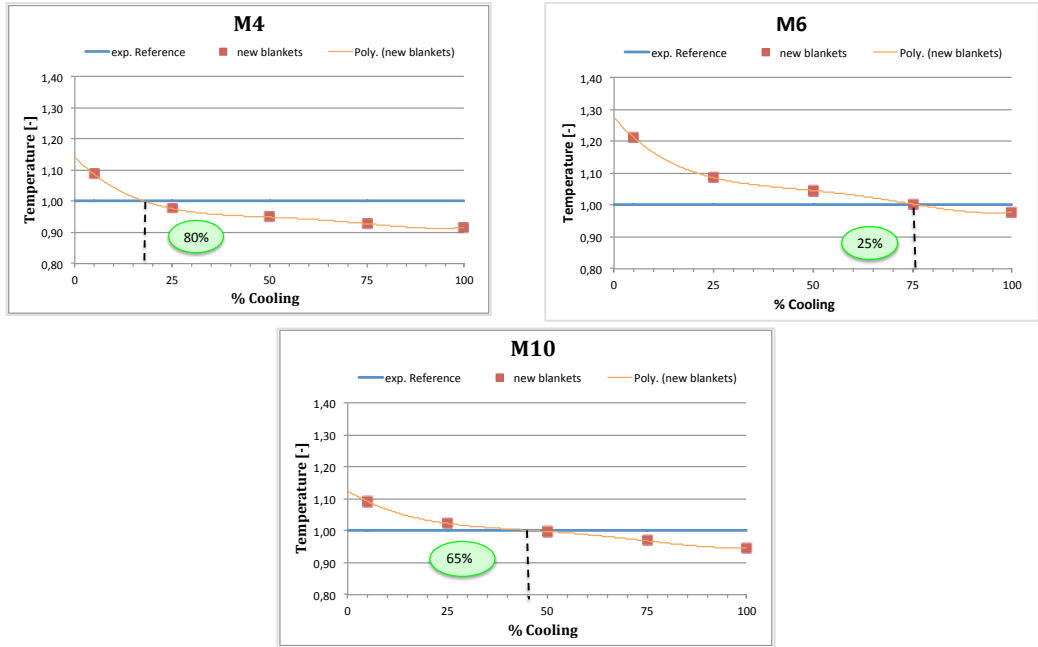 M4
exp. Reference new blankets Poly. (new blankets)
1,40
1,30
1,20
1,10
1,00
0,90
0,80
Temperature [-]
80%
0 25 50 75 100
% Cooling
M6
exp. Reference new blankets Poly. (new blankets)
1,40
1,30
1,20
1,10
1,00
0,90
0,80
Temperature [-]
25%
0 25 50 75 100
% Cooling
M10
exp. Reference new blankets Poly. (new blankets)
1,40
1,30
1,20
1,10
1,00
0,90
0,80
Temperature [-]
65%
0 25 50 75 100
% Cooling